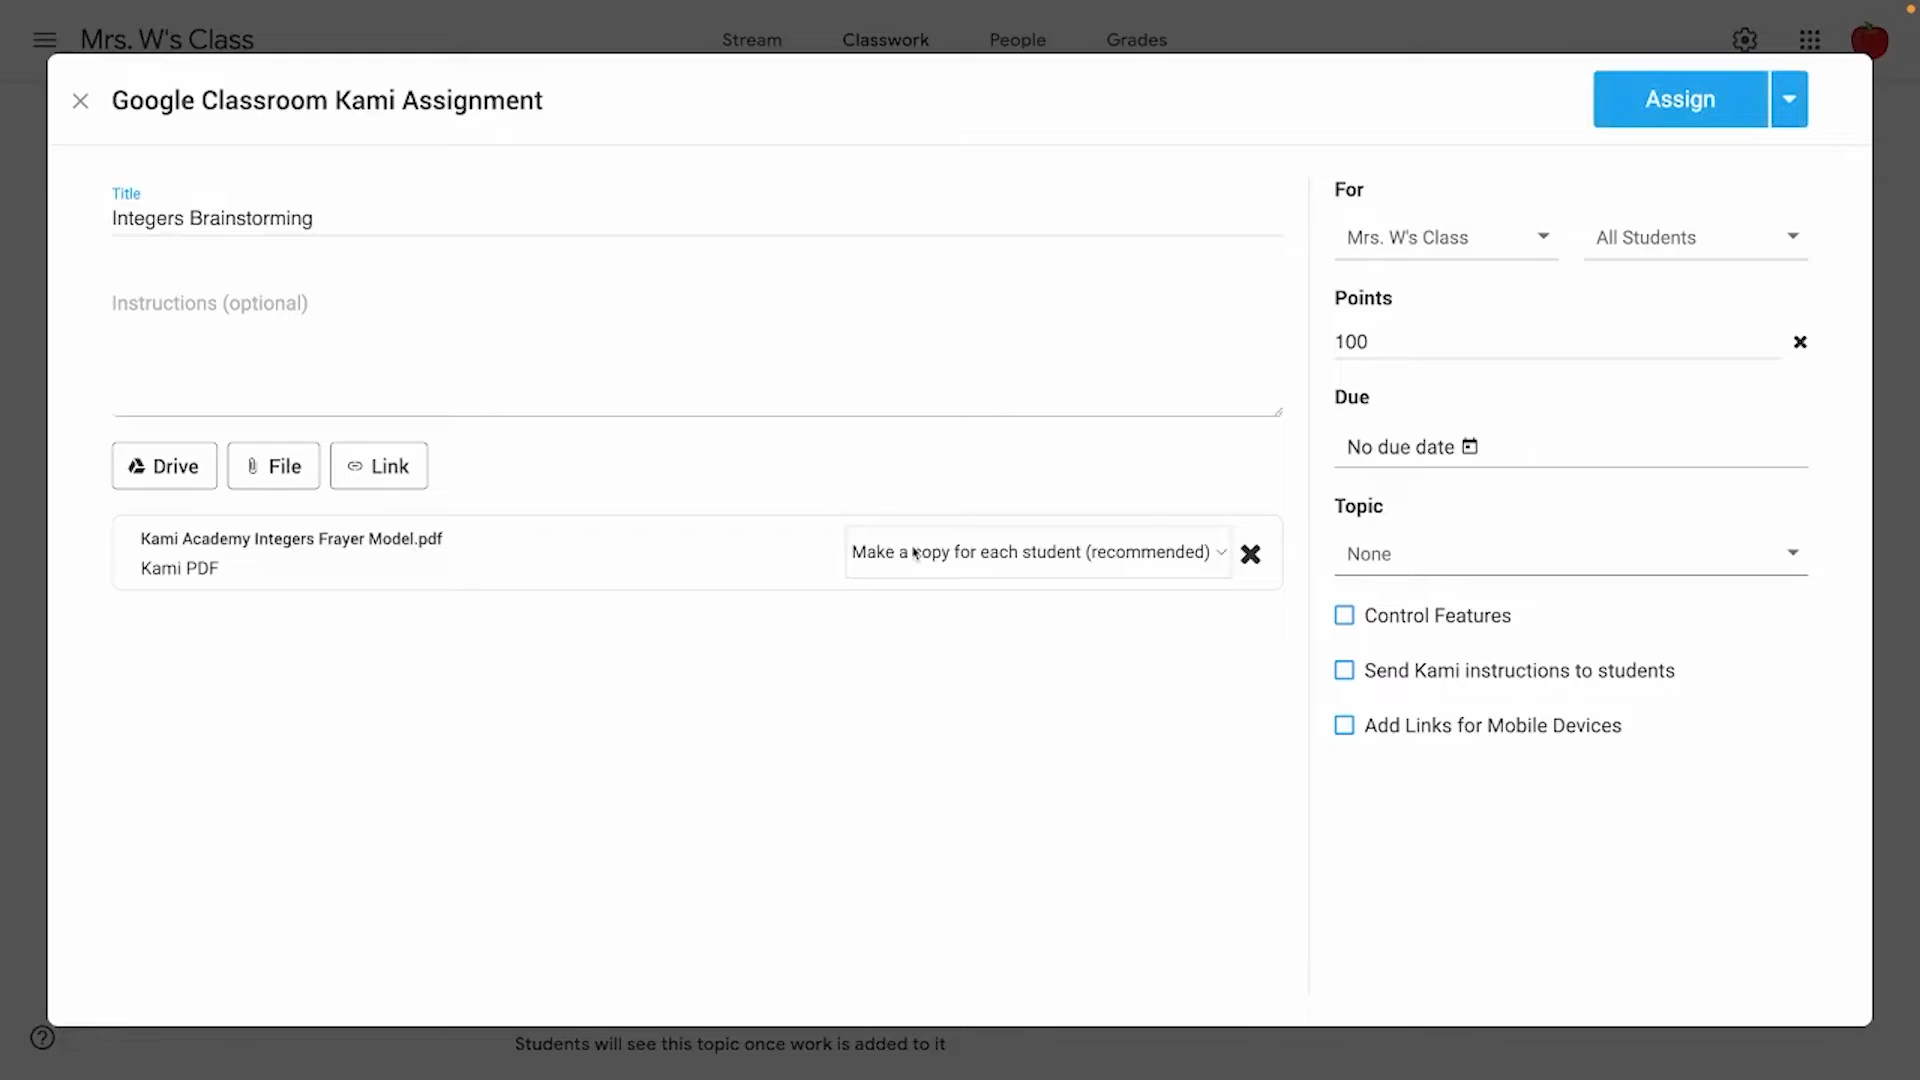 Mrs. W's Class
Stream
Classwork
People
Grades
Google Classroom Kami Assignment
Assign
Title
Integers Brainstorming
Instructions (optional)
Drive
File
Link
Kami Academy Integers Frayer Model.pdf
Kami PDF
Make a copy for each student (recommended)
For
Mrs. W's Class
All Students
Points
100
Due
No due date
Topic
None
Control Features
Send Kami instructions to students
Add Links for Mobile Devices
Students will see this topic once work is added to it